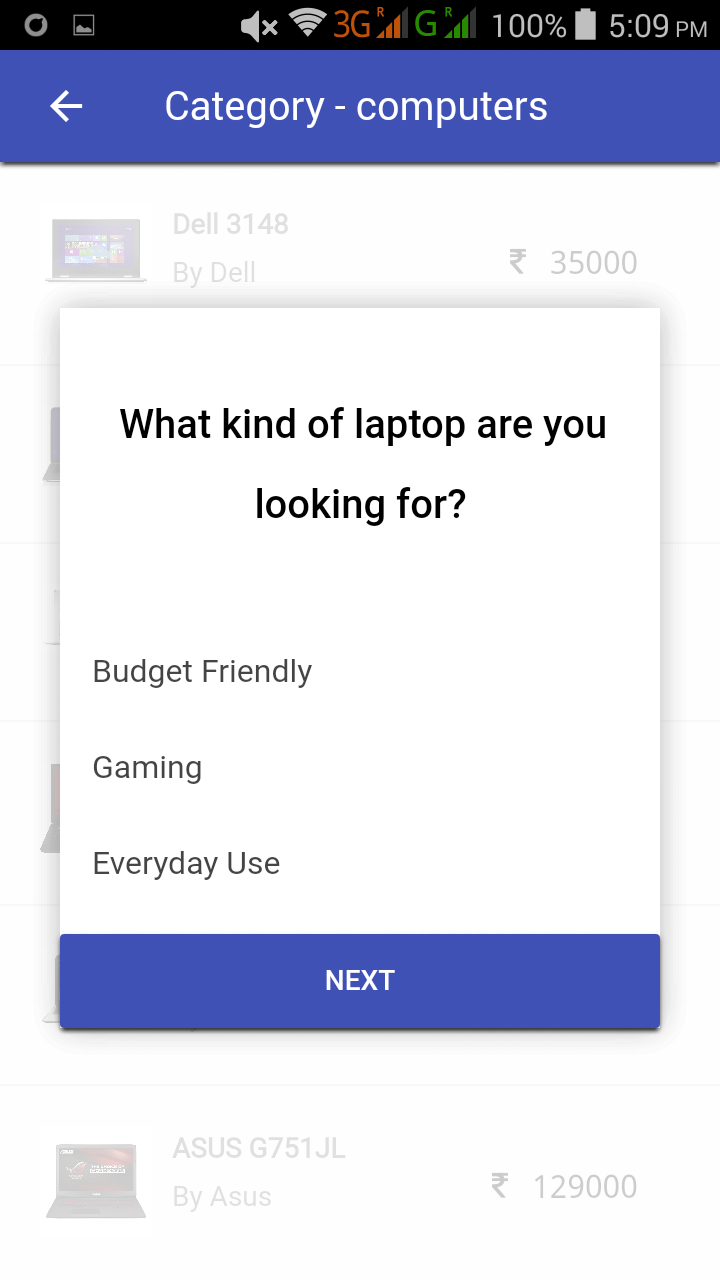 3G R G R 100% 5:09 PM
Category - computers
Dell 3148
By Dell
₹ 35000
What kind of laptop are you
looking for?
Budget Friendly
Gaming
Everyday Use
NEXT
ASUS G751JL
By Asus
₹ 129000